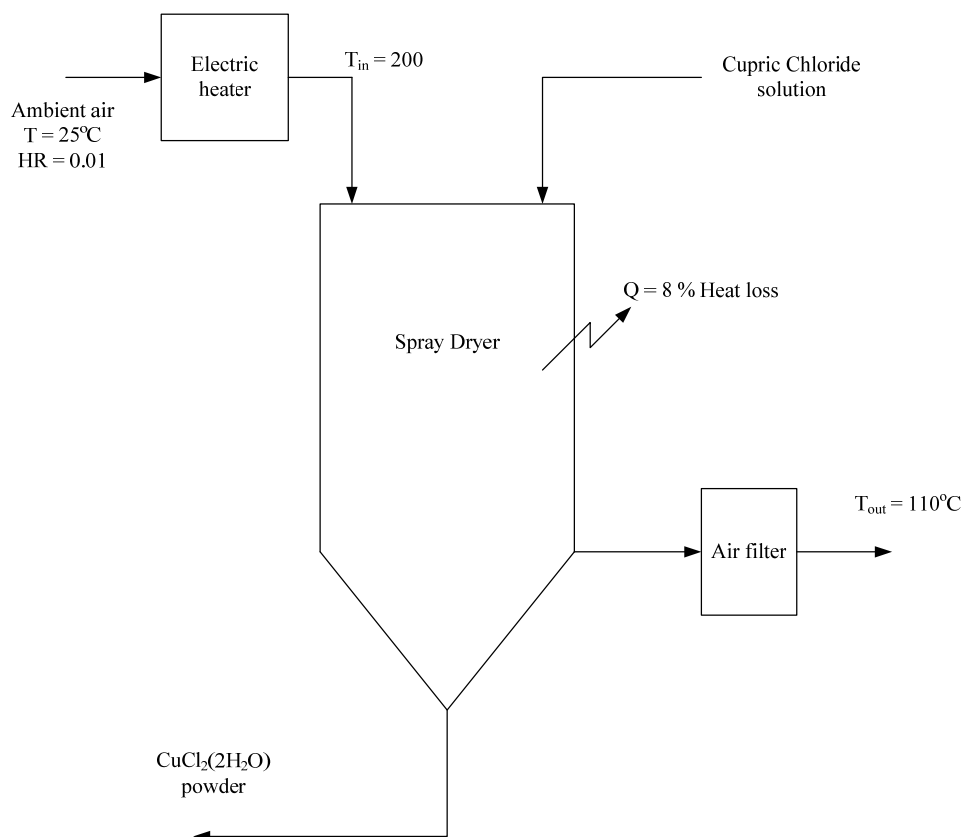 Electric
heater
T_in = 200
Cupric Chloride
solution
Ambient air
T = 25°C
HR = 0.01
Q = 8 % Heat loss
Spray Dryer
T_out = 110°C
Air filter
CuCl₂(2H₂O)
powder